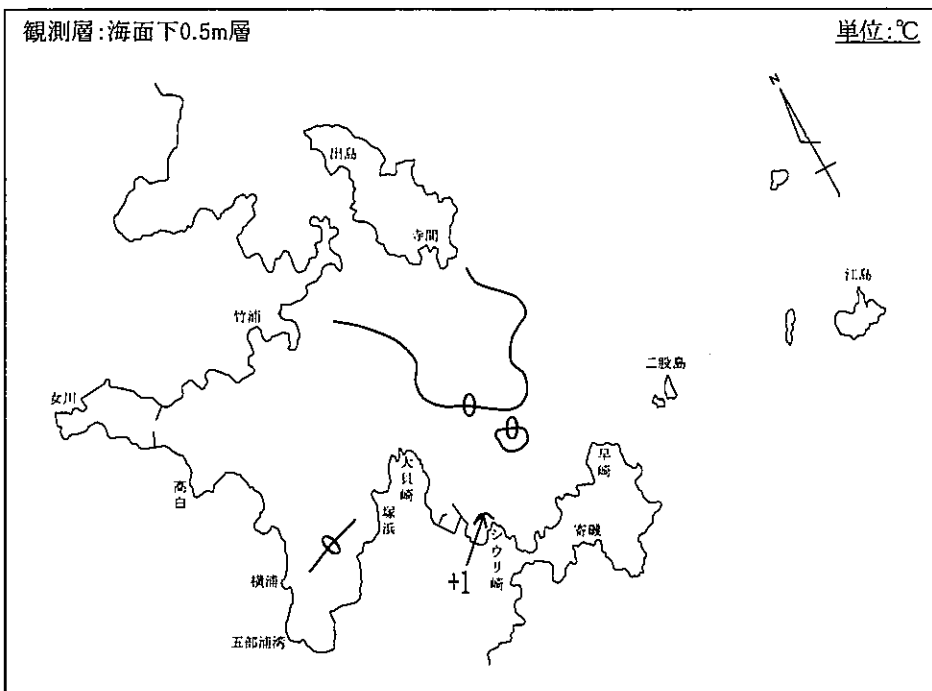 観測層:海面下0.5m層
単位:℃
N
出島
寺間
江島
竹浦
二股島
女川
大貝崎
早崎
高白
塚浜
寄磯
シウリ崎
横浦
+1
五部浦湾
0
0
0